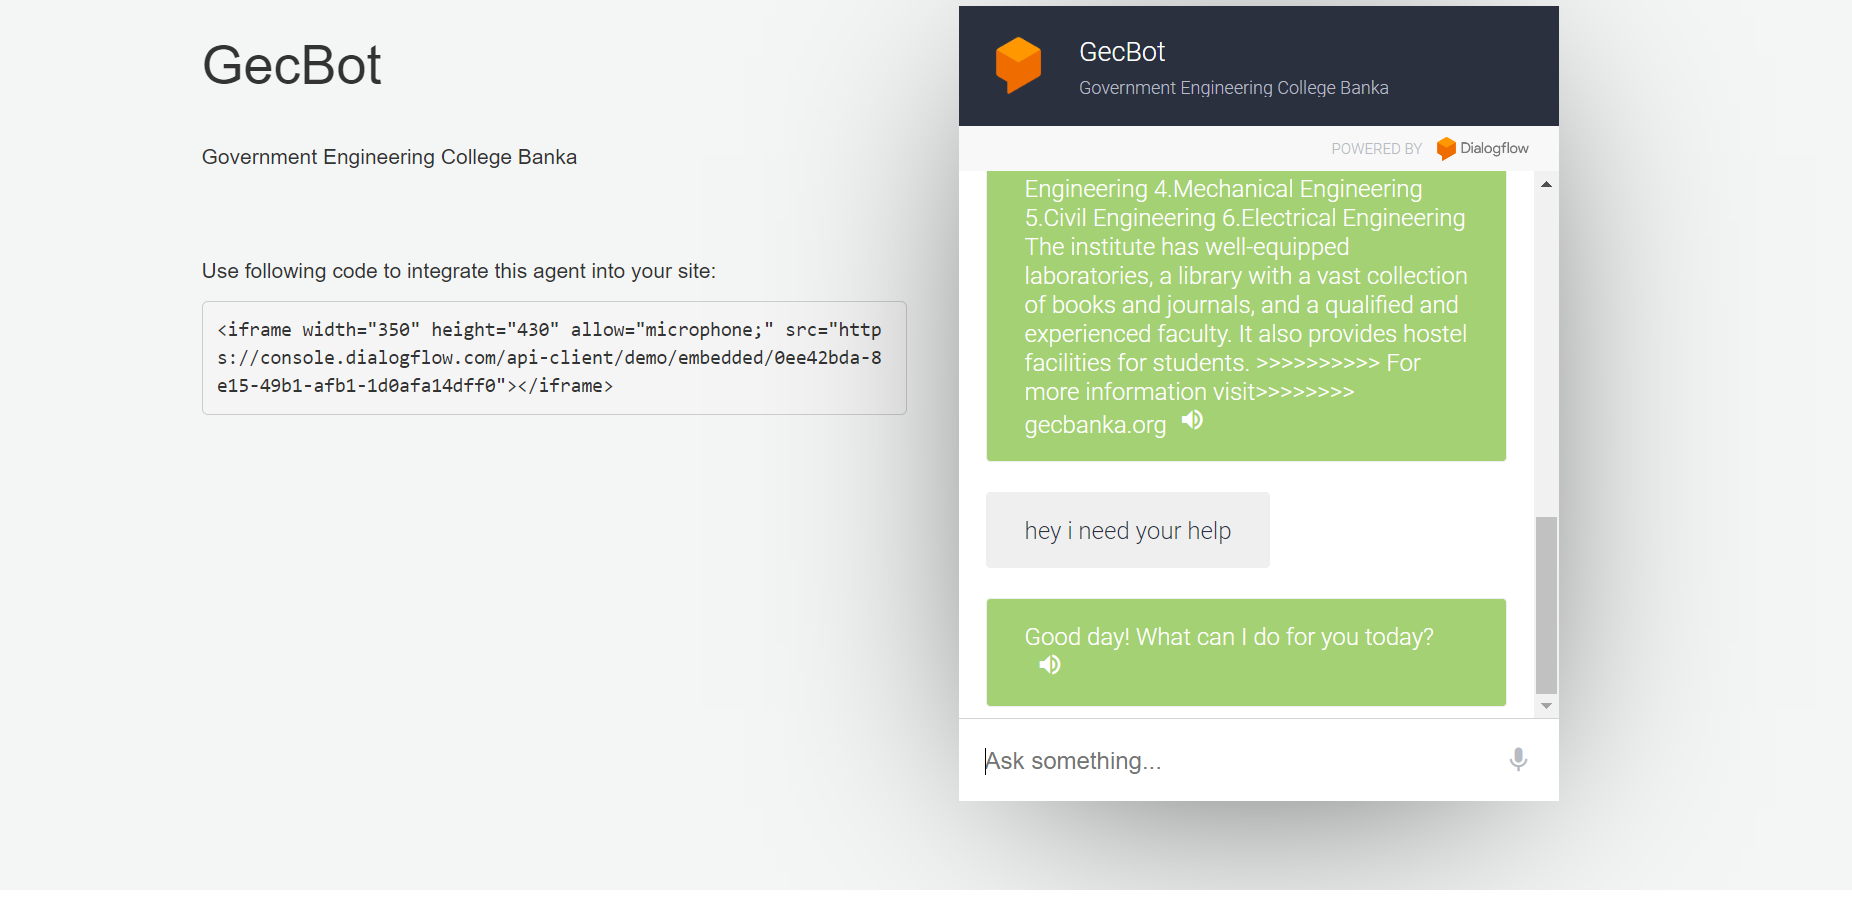 GecBot
Government Engineering College Banka
Use following code to integrate this agent into your site:
<iframe width="350" height="430" allow="microphone;" src="http
s://console.dialogflow.com/api-client/demo/embedded/0ee42bda-8
e15-49b1-afb1-1d0afa14dff0"></iframe>
GecBot
Government Engineering College Banka
POWERED BY Dialogflow
Engineering 4.Mechanical Engineering
5.Civil Engineering 6.Electrical Engineering
The institute has well-equipped
laboratories, a library with a vast collection
of books and journals, and a qualified and
experienced faculty. It also provides hostel
facilities for students. >>>>>>>>>> For
more information visit>>>>>>>>
gecbanka.org
hey i need your help
Good day! What can I do for you today?
Ask something...